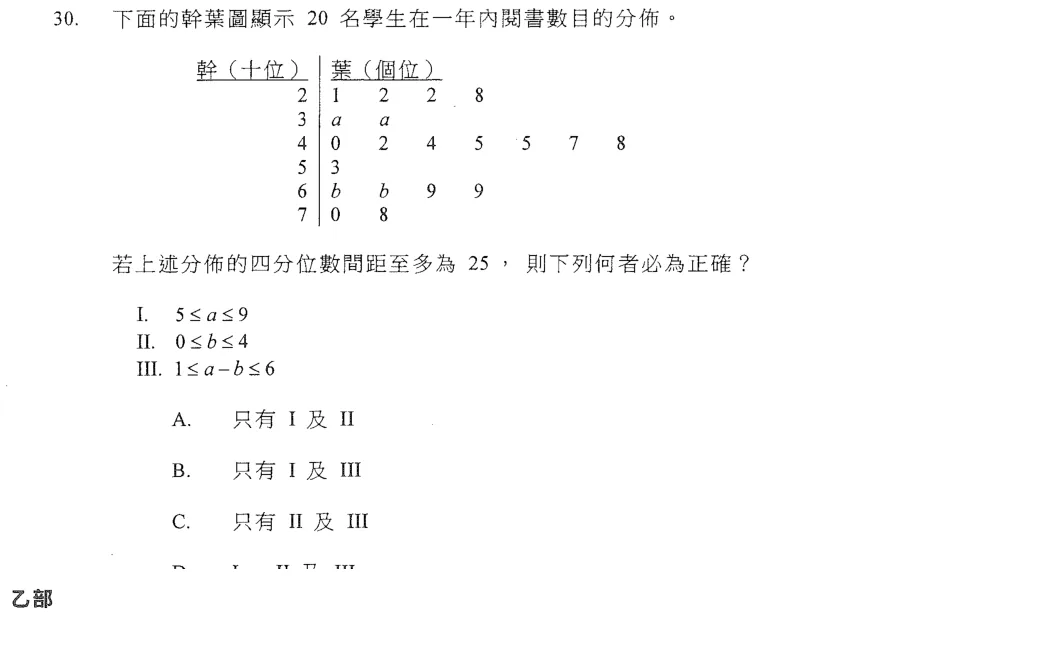 30. 下面的幹葉圖顯示 20 名學生在一年內閱書數目的分佈。
幹（十位） 葉（個位）
2 1 2 2 8
3 a a
4 0 2 4 5 5 7 8
5 3
6 b b 9 9
7 0 8
若上述分佈的四分位數間距至多為 25， 則下列何者必為正確？
I. 5 ≤ a ≤ 9
II. 0 ≤ b ≤ 4
III. 1 ≤ a − b ≤ 6
A. 只有 I 及 II
B. 只有 I 及 III
C. 只有 II 及 III
乙部